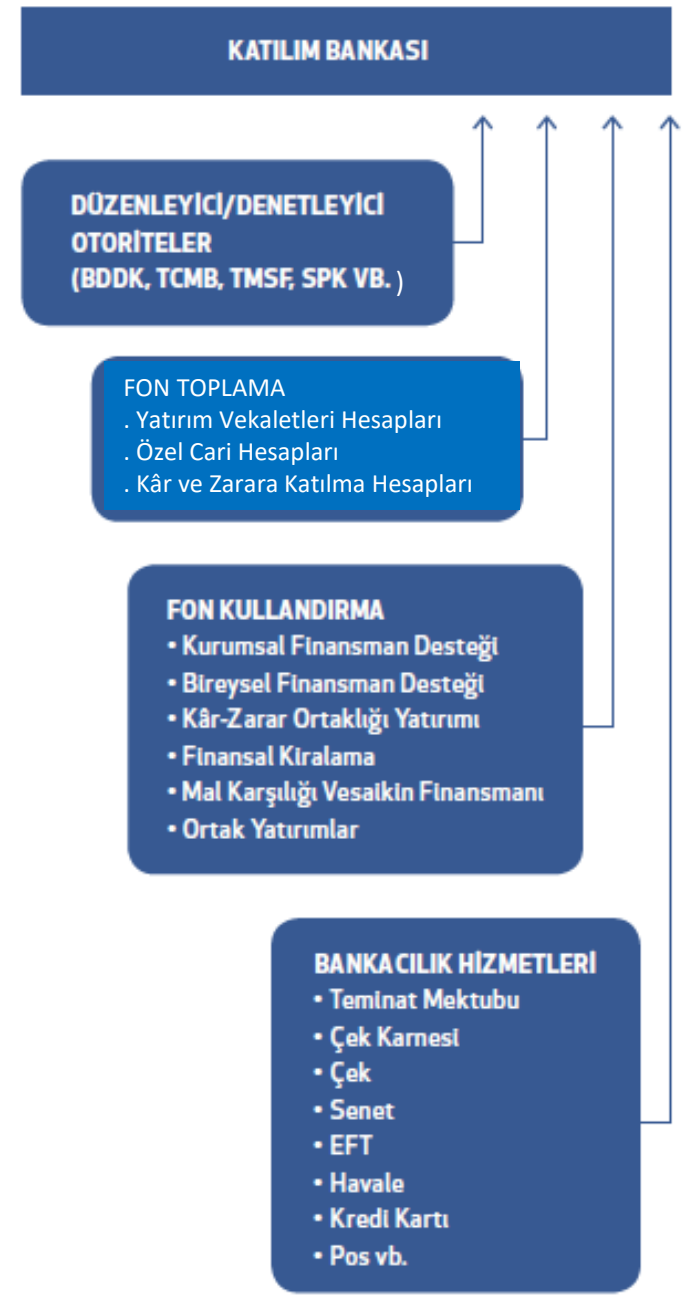 KATILIM BANKASI
DÜZENLEYİCİ/DENETLEYİCİ
OTORİTELER
(BDDK, TCMB, TMSF, SPK VB. )
FON TOPLAMA
. Yatırım Vekaletleri Hesapları
. Özel Cari Hesapları
. Kâr ve Zarara Katılma Hesapları
FON KULLANDIRMA
• Kurumsal Finansman Desteği
• Bireysel Finansman Desteği
• Kâr-Zarar Ortaklığı Yatırımı
• Finansal Kiralama
• Mal Karşılığı Vesaikin Finansmanı
• Ortak Yatırımlar
BANKACILIK HİZMETLERİ
• Teminat Mektubu
• Çek Karnesi
• Çek
• Senet
• EFT
• Havale
• Kredi Kartı
• Pos vb.